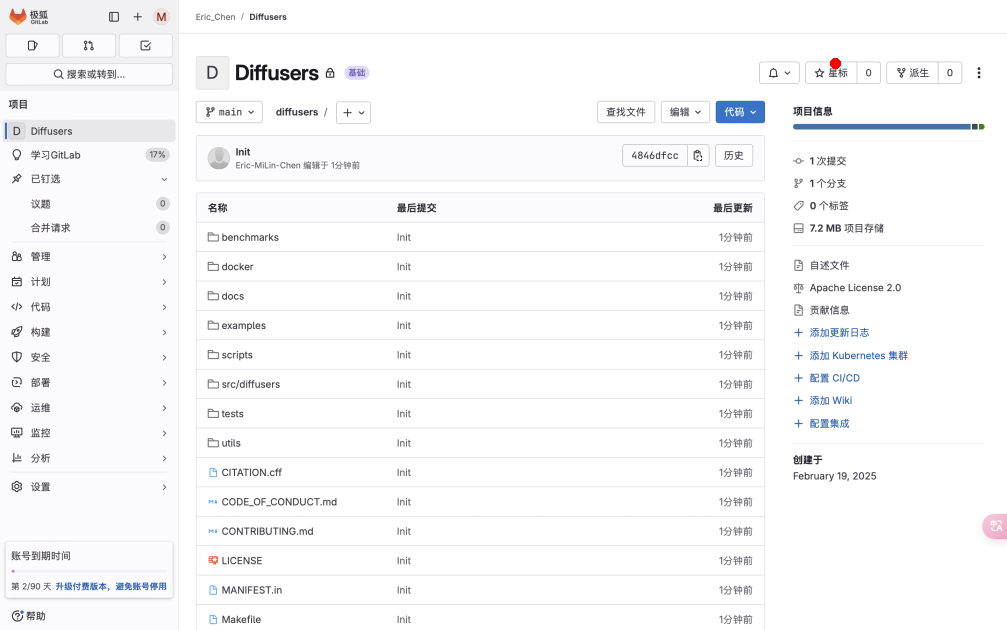 极狐
GitLab
M
搜索或转到...
项目
D Diffusers
学习GitLab 17%
已钉选
议题 0
合并请求 0
管理
计划
代码
构建
安全
部署
运维
监控
分析
设置
账号到期时间
第 2/90 天 升级付费版本，避免账号停用
帮助
Eric_Chen / Diffusers
D Diffusers 基础
星标 0 派生 0
main diffusers / + 查找文件 编辑 代码
Init
Eric-MiLin-Chen 编辑于 1分钟前
4846dfcc 历史
名称 最后提交 最后更新
benchmarks Init 1分钟前
docker Init 1分钟前
docs Init 1分钟前
examples Init 1分钟前
scripts Init 1分钟前
src/diffusers Init 1分钟前
tests Init 1分钟前
utils Init 1分钟前
CITATION.cff Init 1分钟前
CODE_OF_CONDUCT.md Init 1分钟前
CONTRIBUTING.md Init 1分钟前
LICENSE Init 1分钟前
MANIFEST.in Init 1分钟前
Makefile Init 1分钟前
项目信息
1 次提交
1 个分支
0 个标签
7.2 MB 项目存储
自述文件
Apache License 2.0
贡献信息
+ 添加更新日志
+ 添加 Kubernetes 集群
+ 配置 CI/CD
+ 添加 Wiki
+ 配置集成
创建于
February 19, 2025